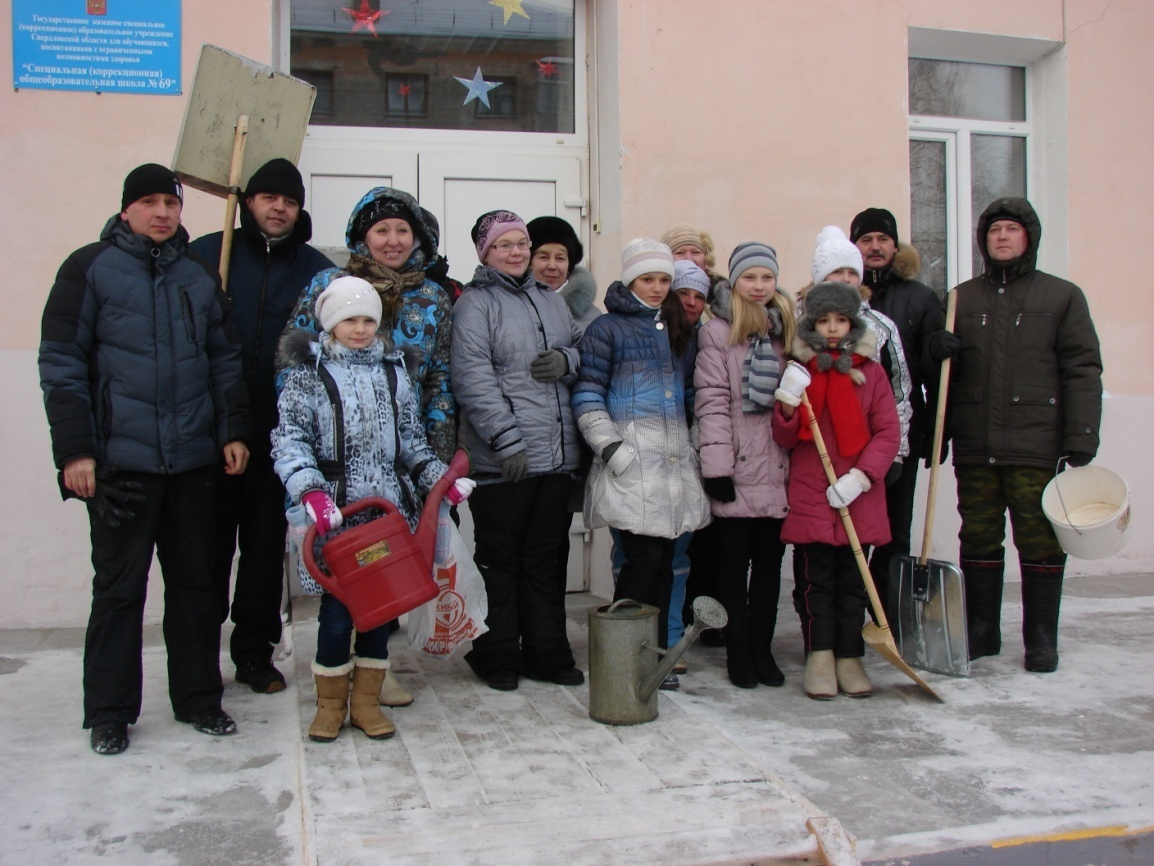 Государственное казенное специальное
(коррекционное) образовательное учреждение
Свердловской области для обучающихся,
воспитанников с ограниченными
возможностями здоровья
"Специальная (коррекционная)
общеобразовательная школа № 69"